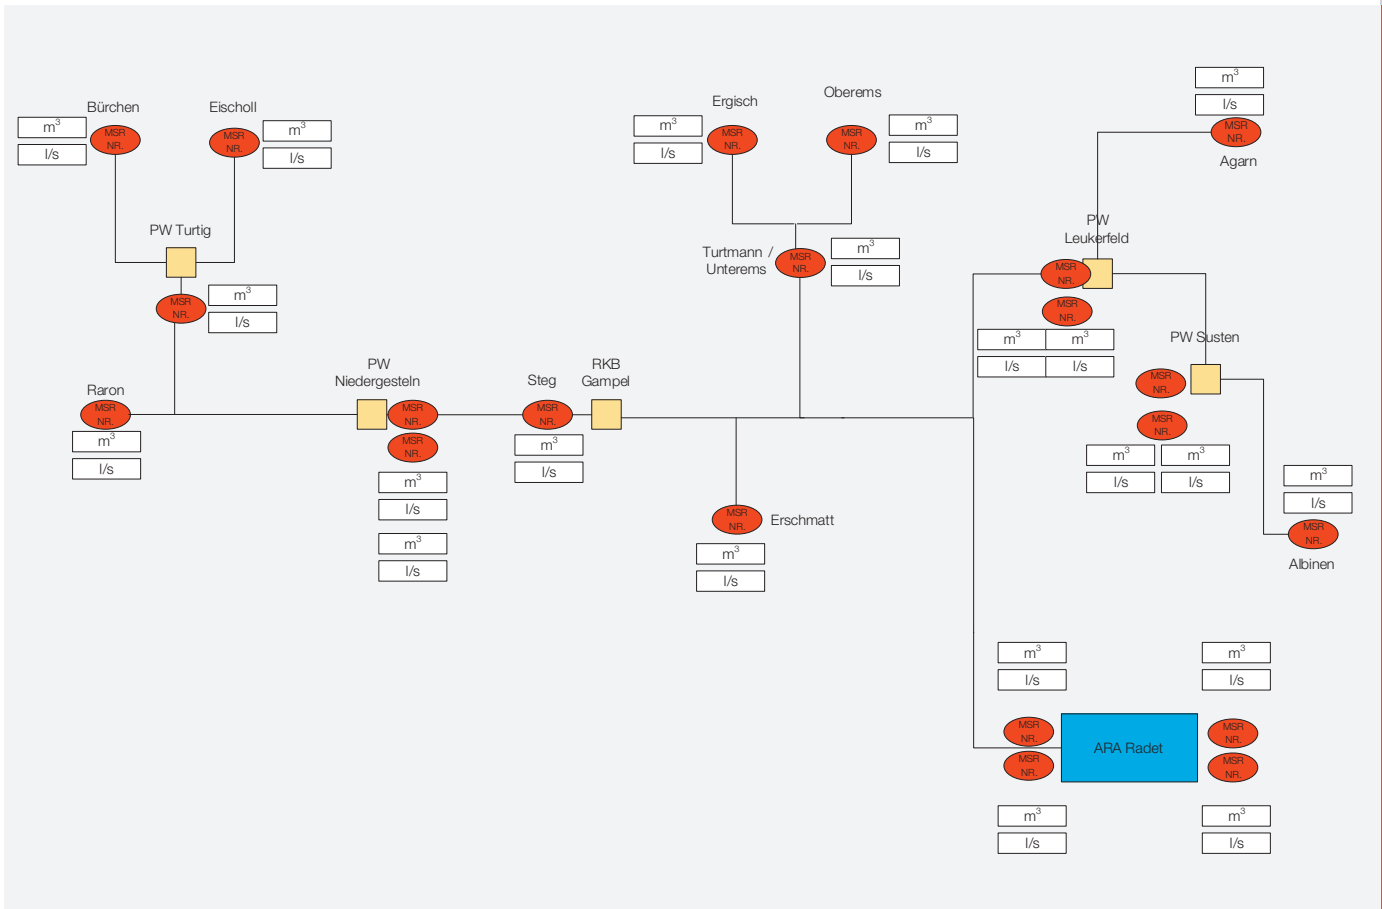 Bürchen
m³
l/s
MSR
NR.
Eischoll
MSR
NR.
m³
l/s
PW Turtig
MSR
NR.
m³
l/s
Raron
MSR
NR.
m³
l/s
PW
Niedergesteln
MSR
NR.
MSR
NR.
m³
l/s
m³
l/s
Steg
MSR
NR.
m³
l/s
RKB
Gampel
Ergisch
m³
l/s
MSR
NR.
Oberems
MSR
NR.
m³
l/s
Turtmann /
Unterems
MSR
NR.
m³
l/s
MSR
NR.
Erschmatt
m³
l/s
m³
l/s
MSR
NR.
Agarn
PW
Leukerfeld
MSR
NR.
MSR
NR.
m³ m³
l/s l/s
PW Susten
MSR
NR.
MSR
NR.
m³ m³
l/s l/s
m³
l/s
MSR
NR.
Albinen
m³ m³
l/s l/s
MSR
NR.
MSR
NR.
ARA Radet
MSR
NR.
MSR
NR.
m³ m³
l/s l/s